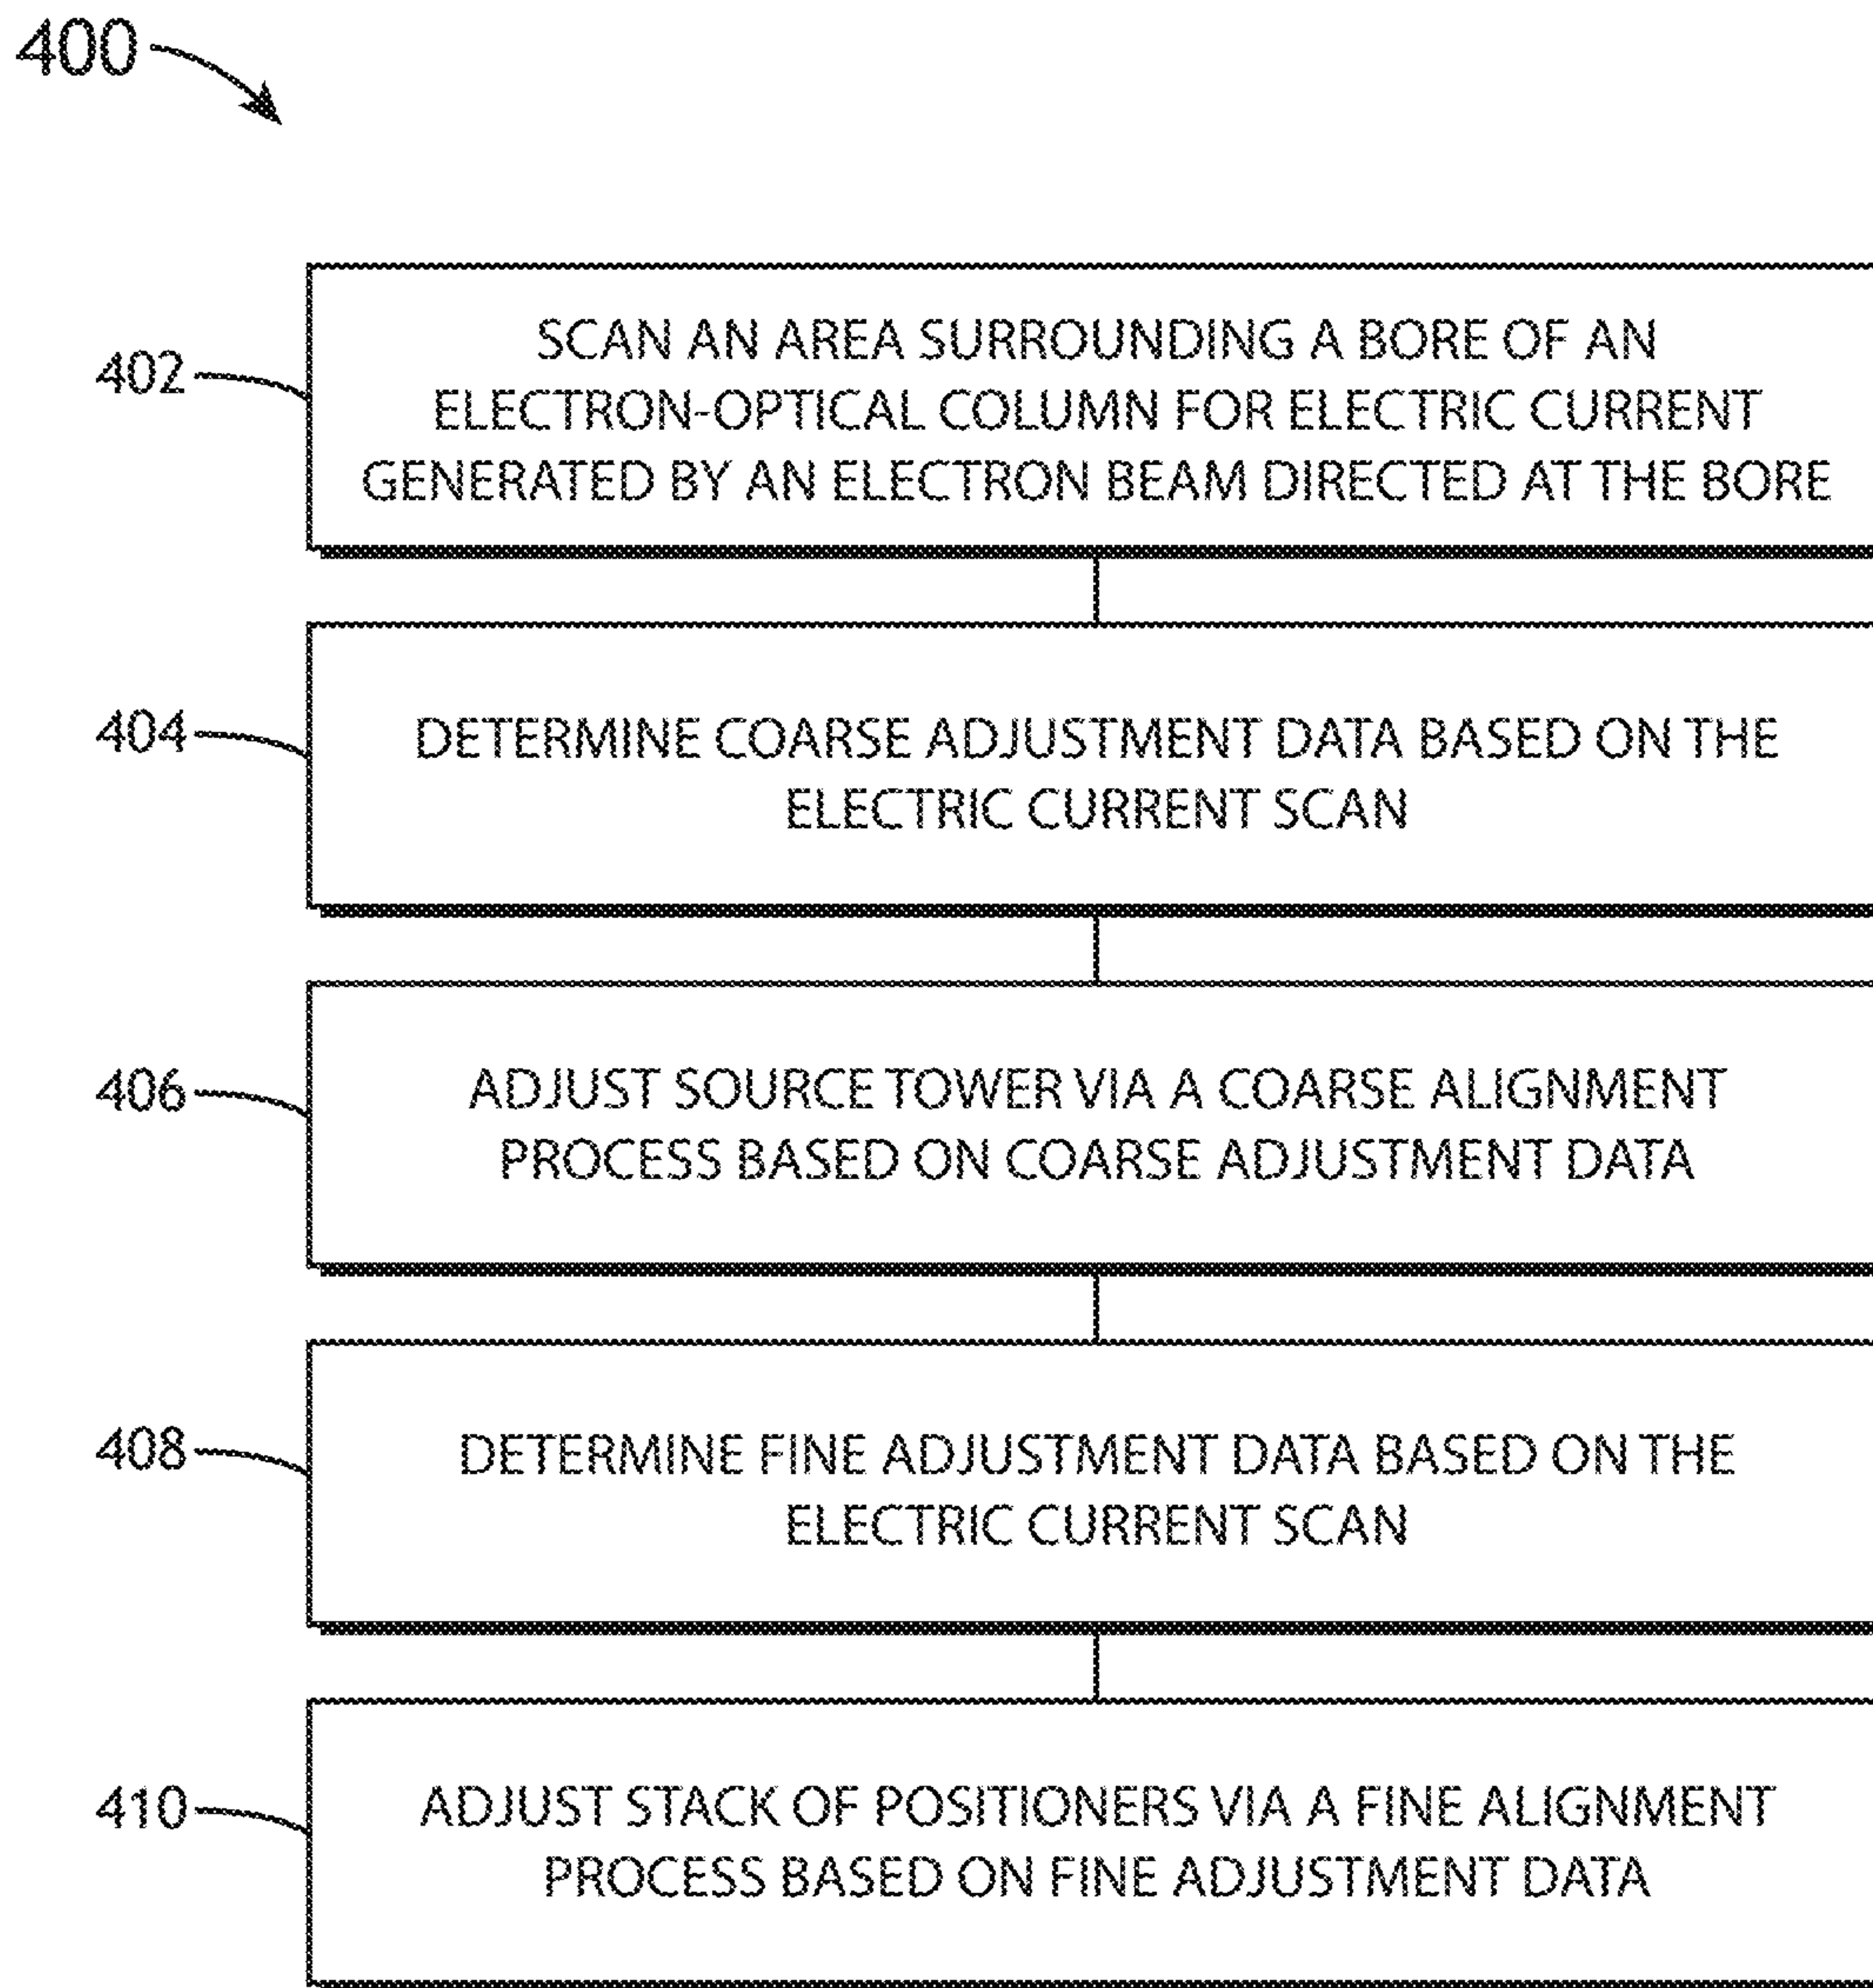 400
402
SCAN AN AREA SURROUNDING A BORE OF AN
ELECTRON-OPTICAL COLUMN FOR ELECTRIC CURRENT
GENERATED BY AN ELECTRON BEAM DIRECTED AT THE BORE
404
DETERMINE COARSE ADJUSTMENT DATA BASED ON THE
ELECTRIC CURRENT SCAN
406
ADJUST SOURCE TOWER VIA A COARSE ALIGNMENT
PROCESS BASED ON COARSE ADJUSTMENT DATA
408
DETERMINE FINE ADJUSTMENT DATA BASED ON THE
ELECTRIC CURRENT SCAN
410
ADJUST STACK OF POSITIONERS VIA A FINE ALIGNMENT
PROCESS BASED ON FINE ADJUSTMENT DATA